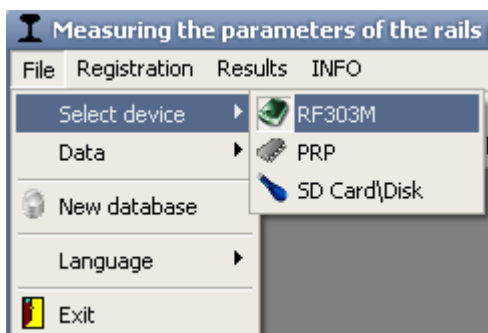 Measuring the parameters of the rails
File Registration Results INFO
Select device
RF303M
Data
PRP
SD Card\Disk
New database
Language
Exit